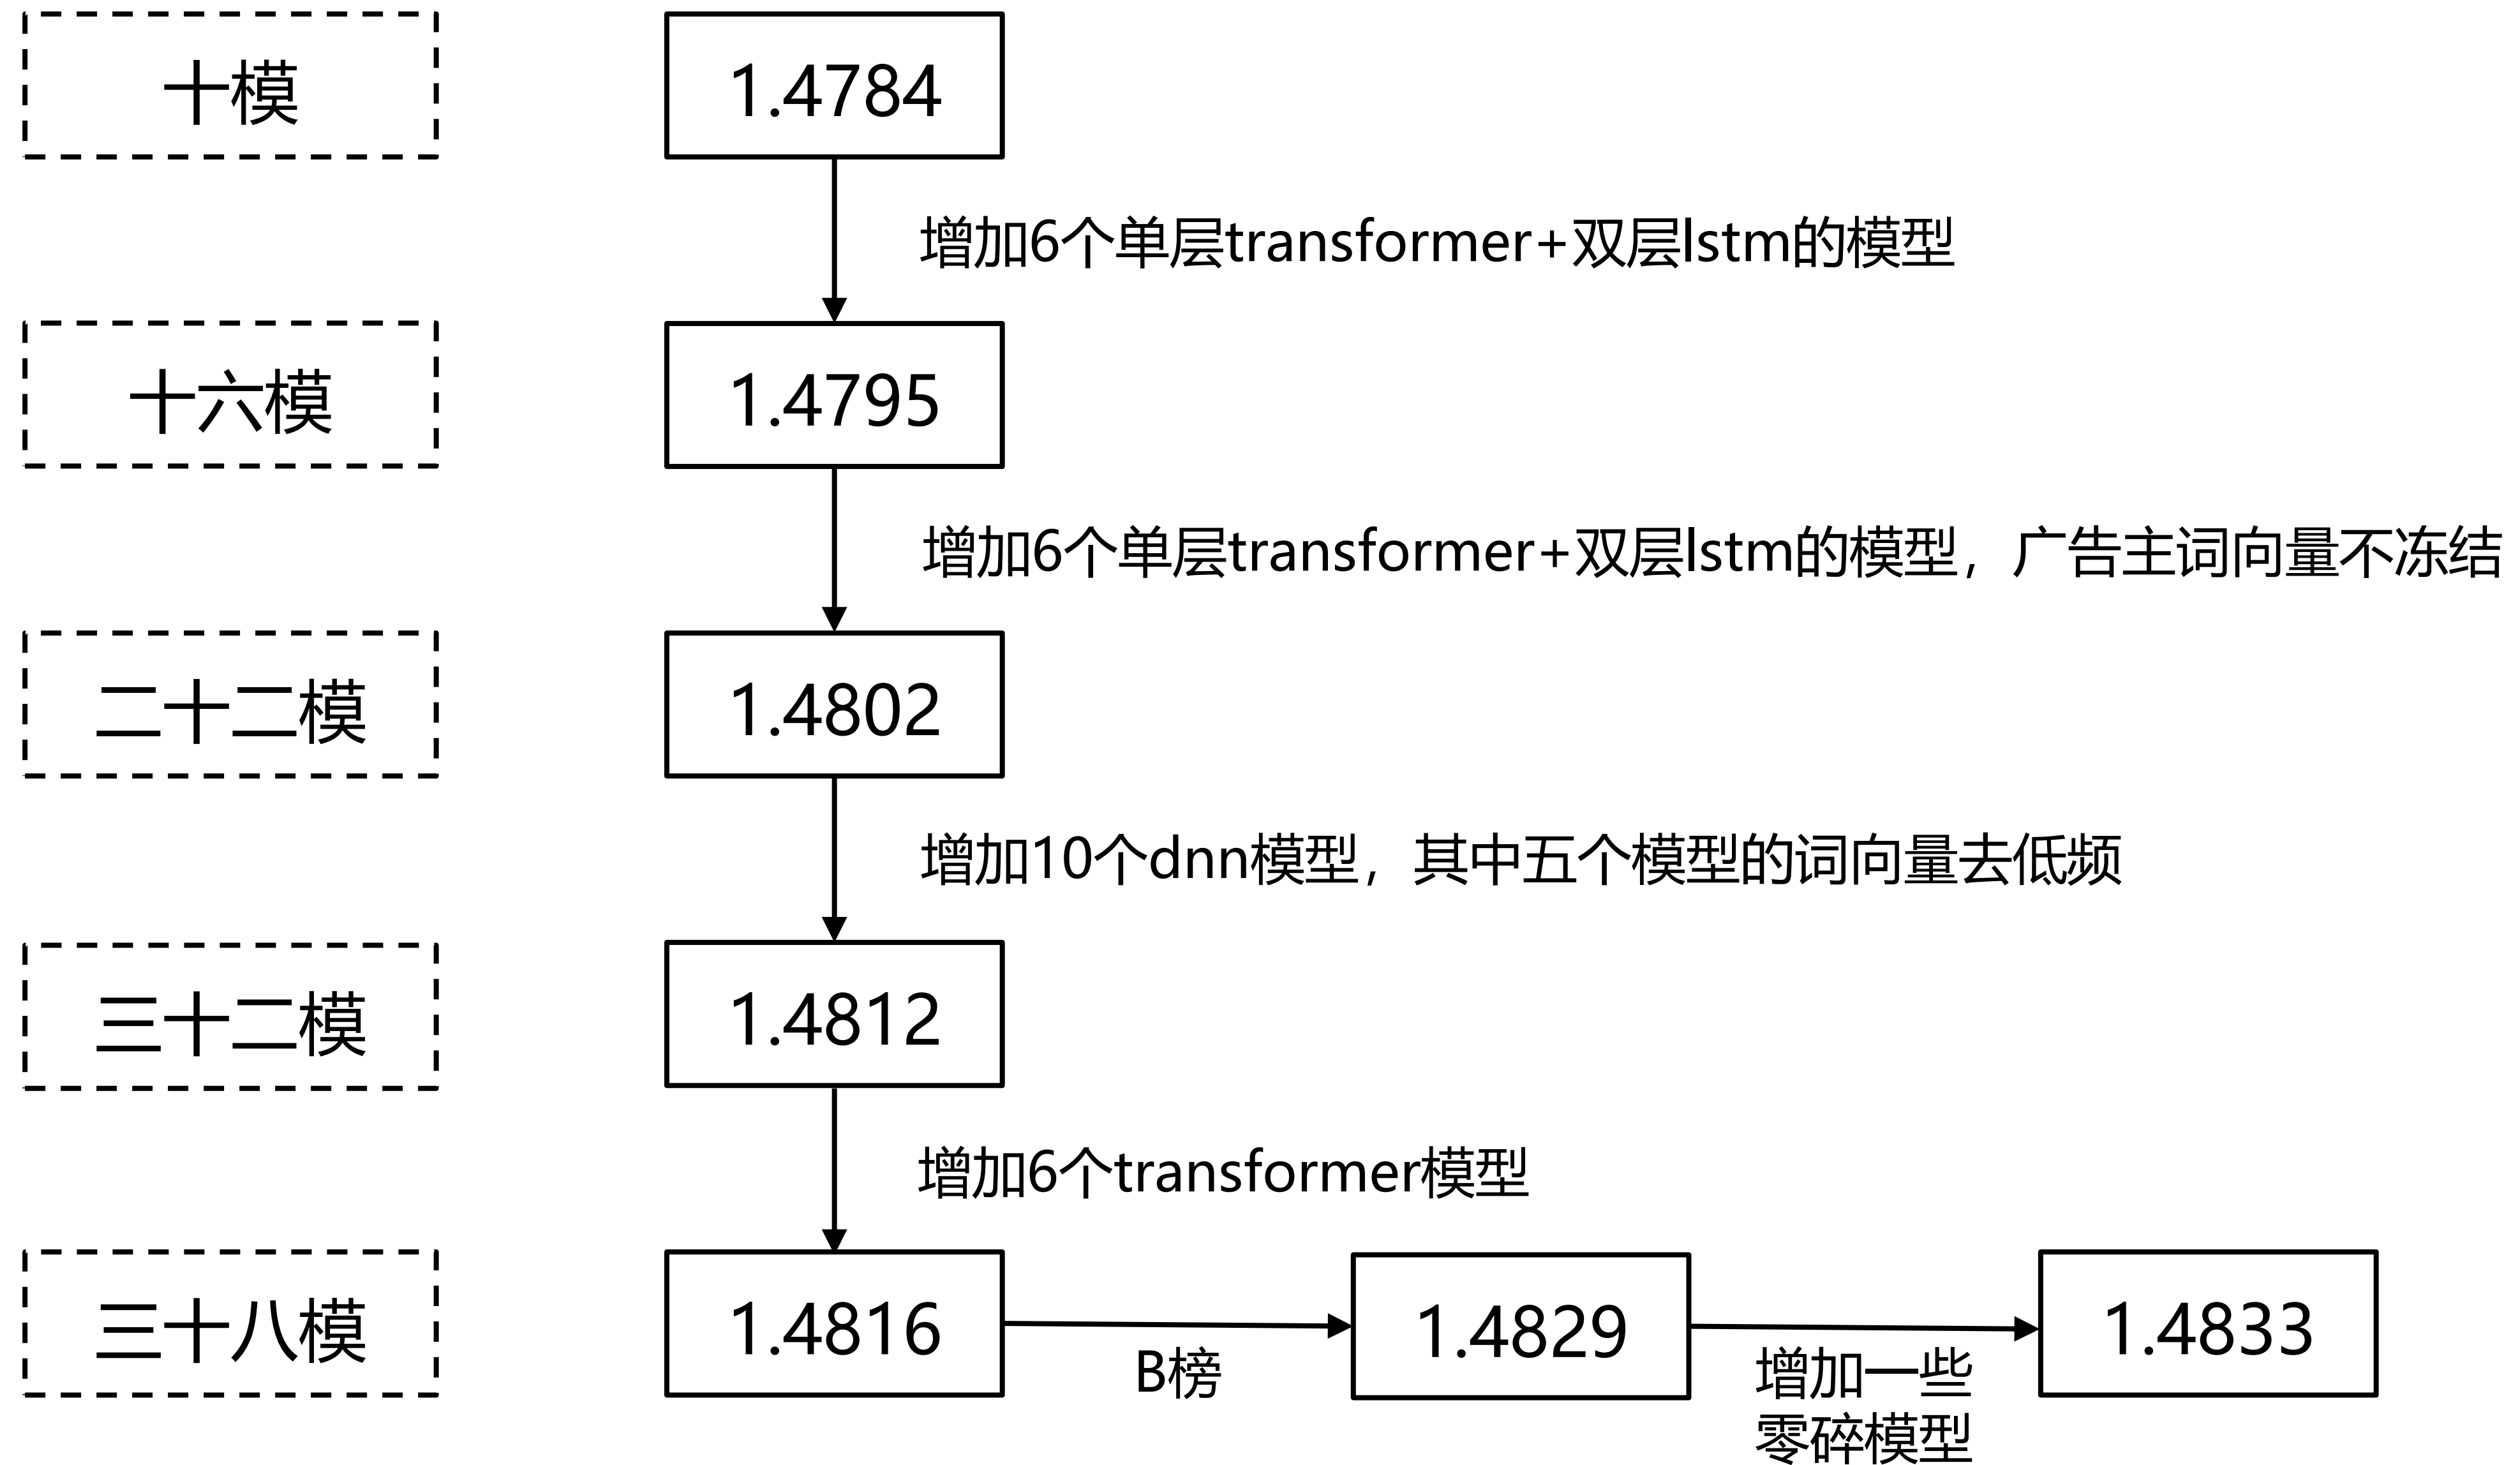 十模
1.4784
增加6个单层transformer+双层lstm的模型
十六模
1.4795
增加6个单层transformer+双层lstm的模型，广告主词向量不冻结
二十二模
1.4802
增加10个dnn模型，其中五个模型的词向量去低频
三十二模
1.4812
增加6个transformer模型
三十八模
1.4816
B榜
1.4829
增加一些
零碎模型
1.4833